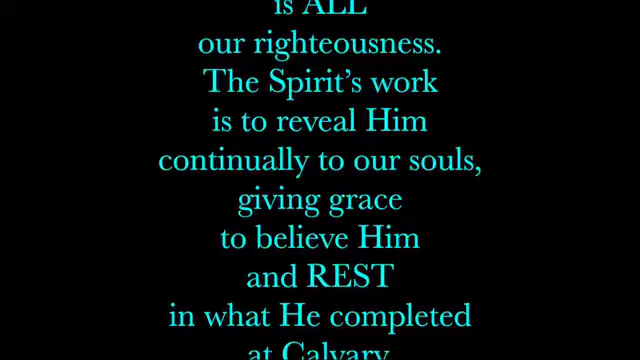 is ALL
our righteousness.
The Spirit’s work
is to reveal Him
continually to our souls,
giving grace
to believe Him
and REST
in what He completed
at Calvary